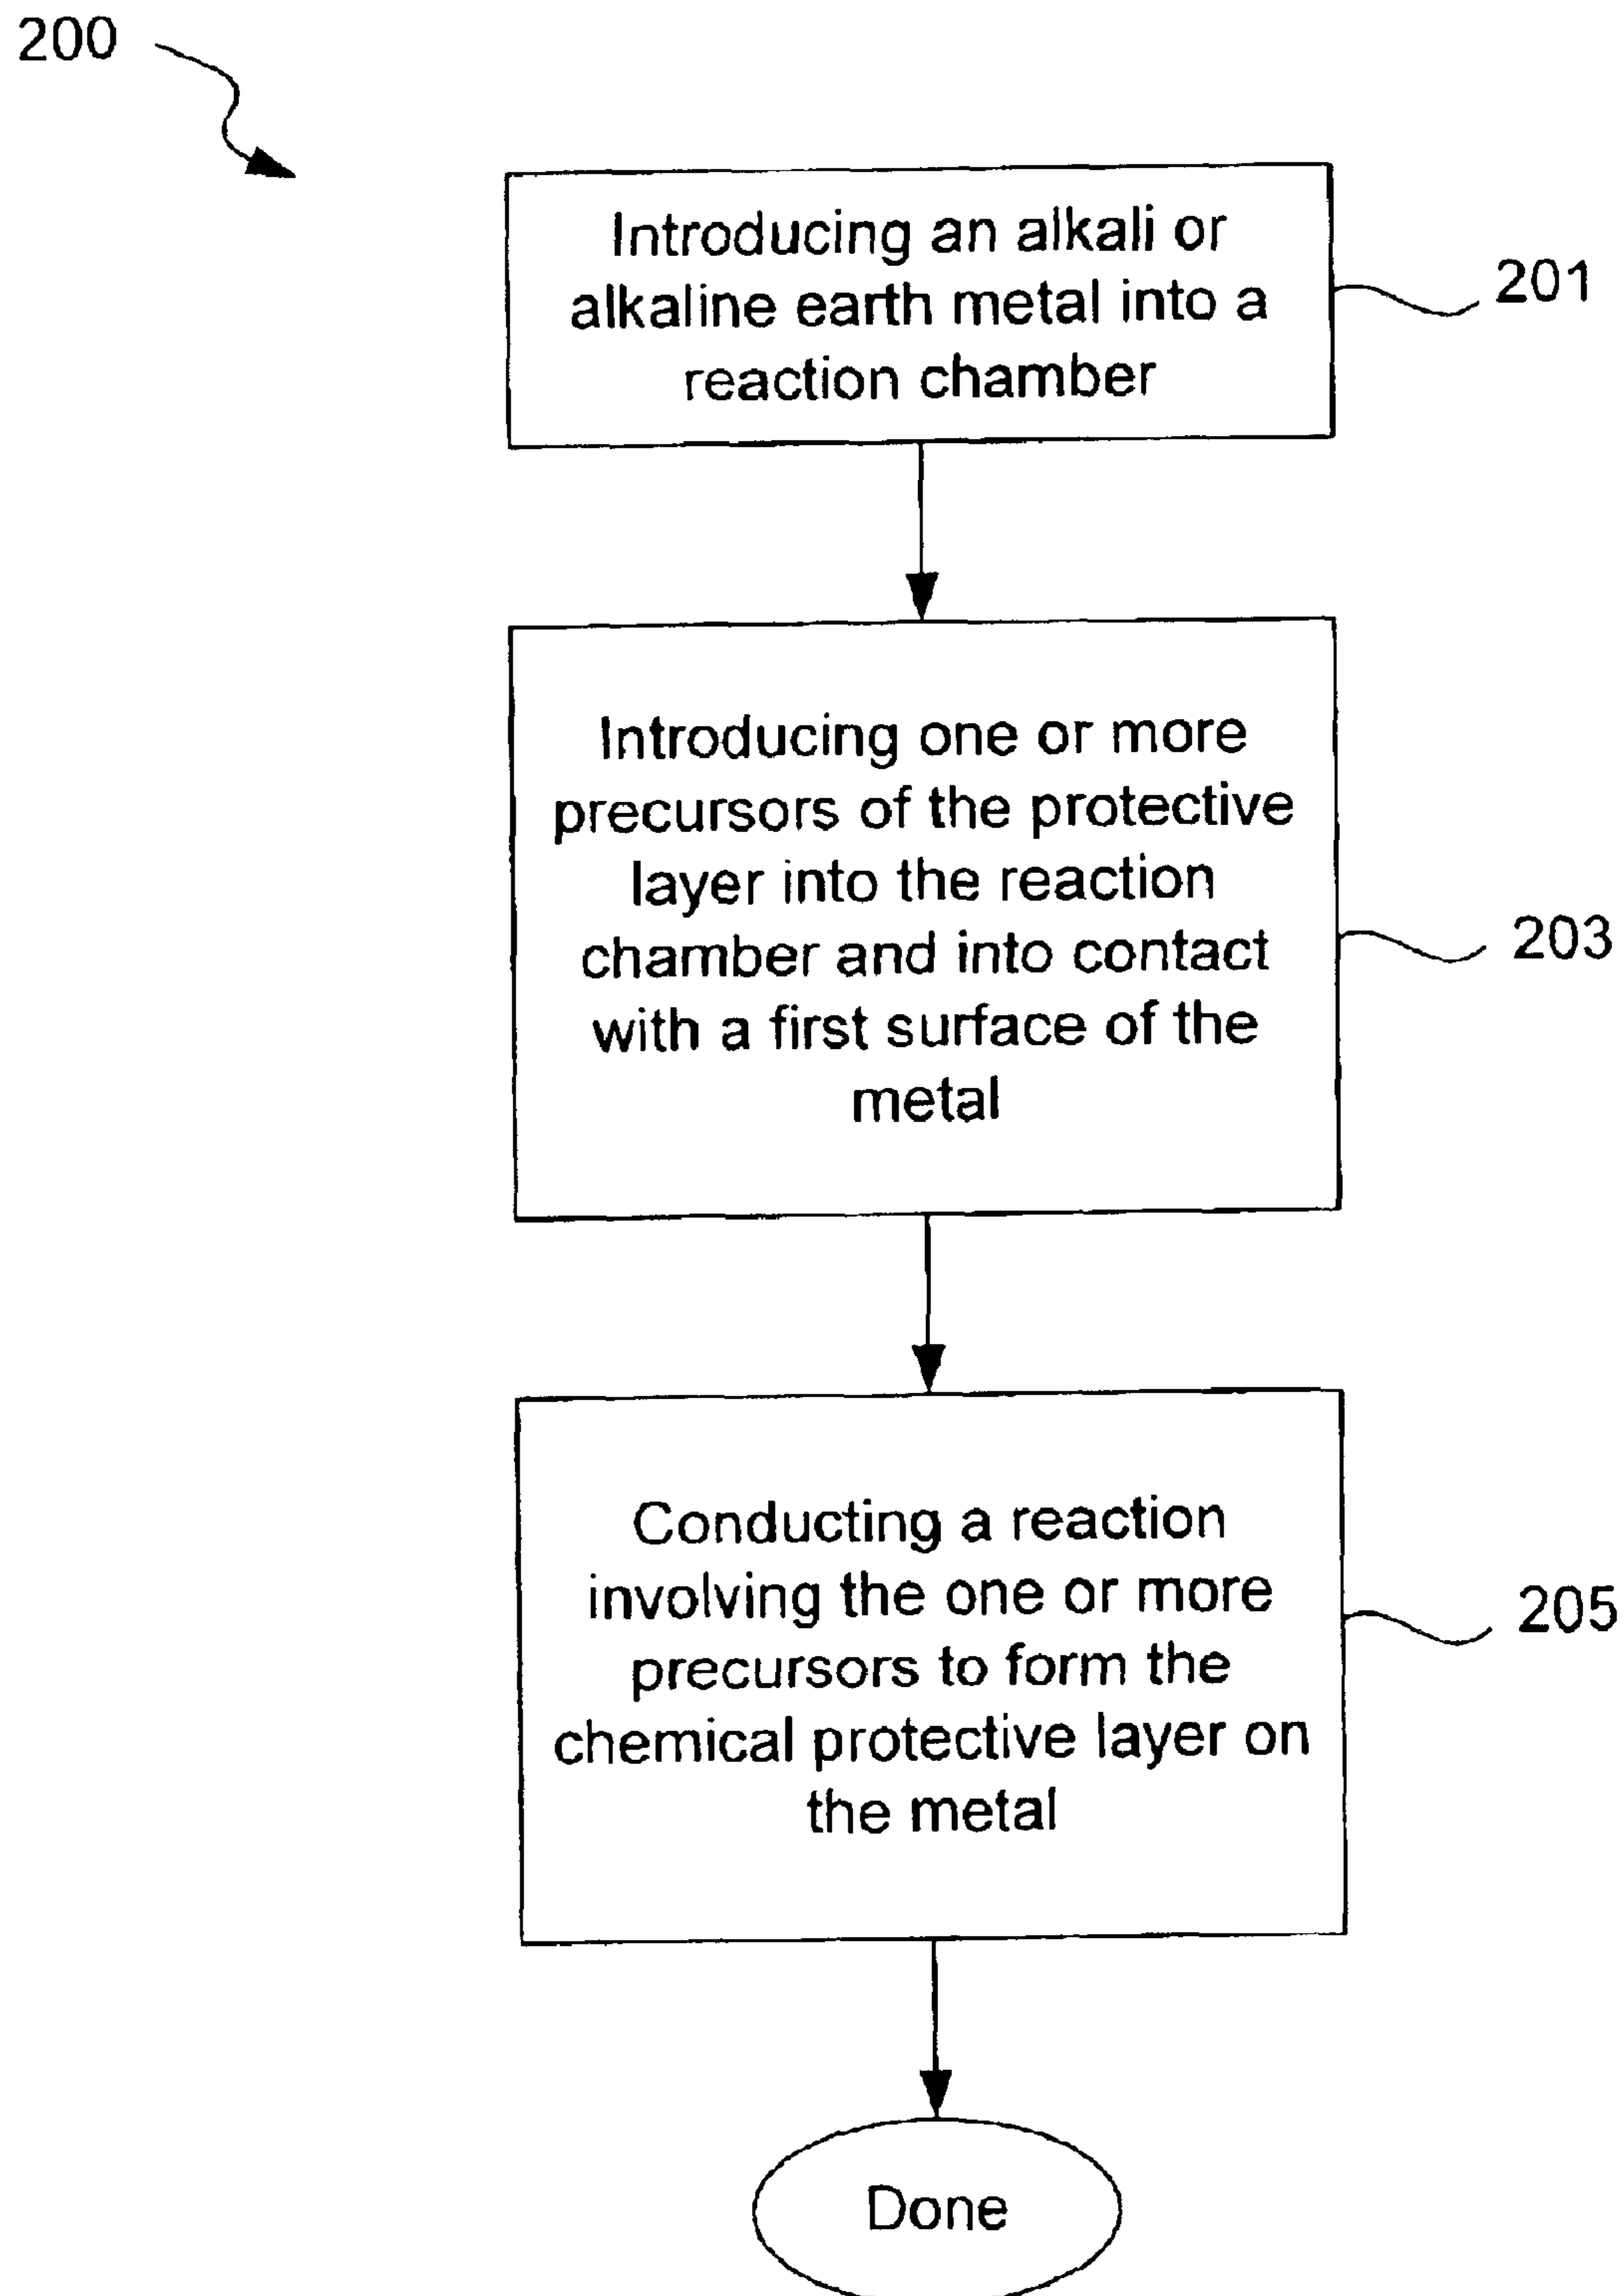 200
Introducing an alkali or
alkaline earth metal into a
reaction chamber
201
Introducing one or more
precursors of the protective
layer into the reaction
chamber and into contact
with a first surface of the
metal
203
Conducting a reaction
involving the one or more
precursors to form the
chemical protective layer on
the metal
205
Done